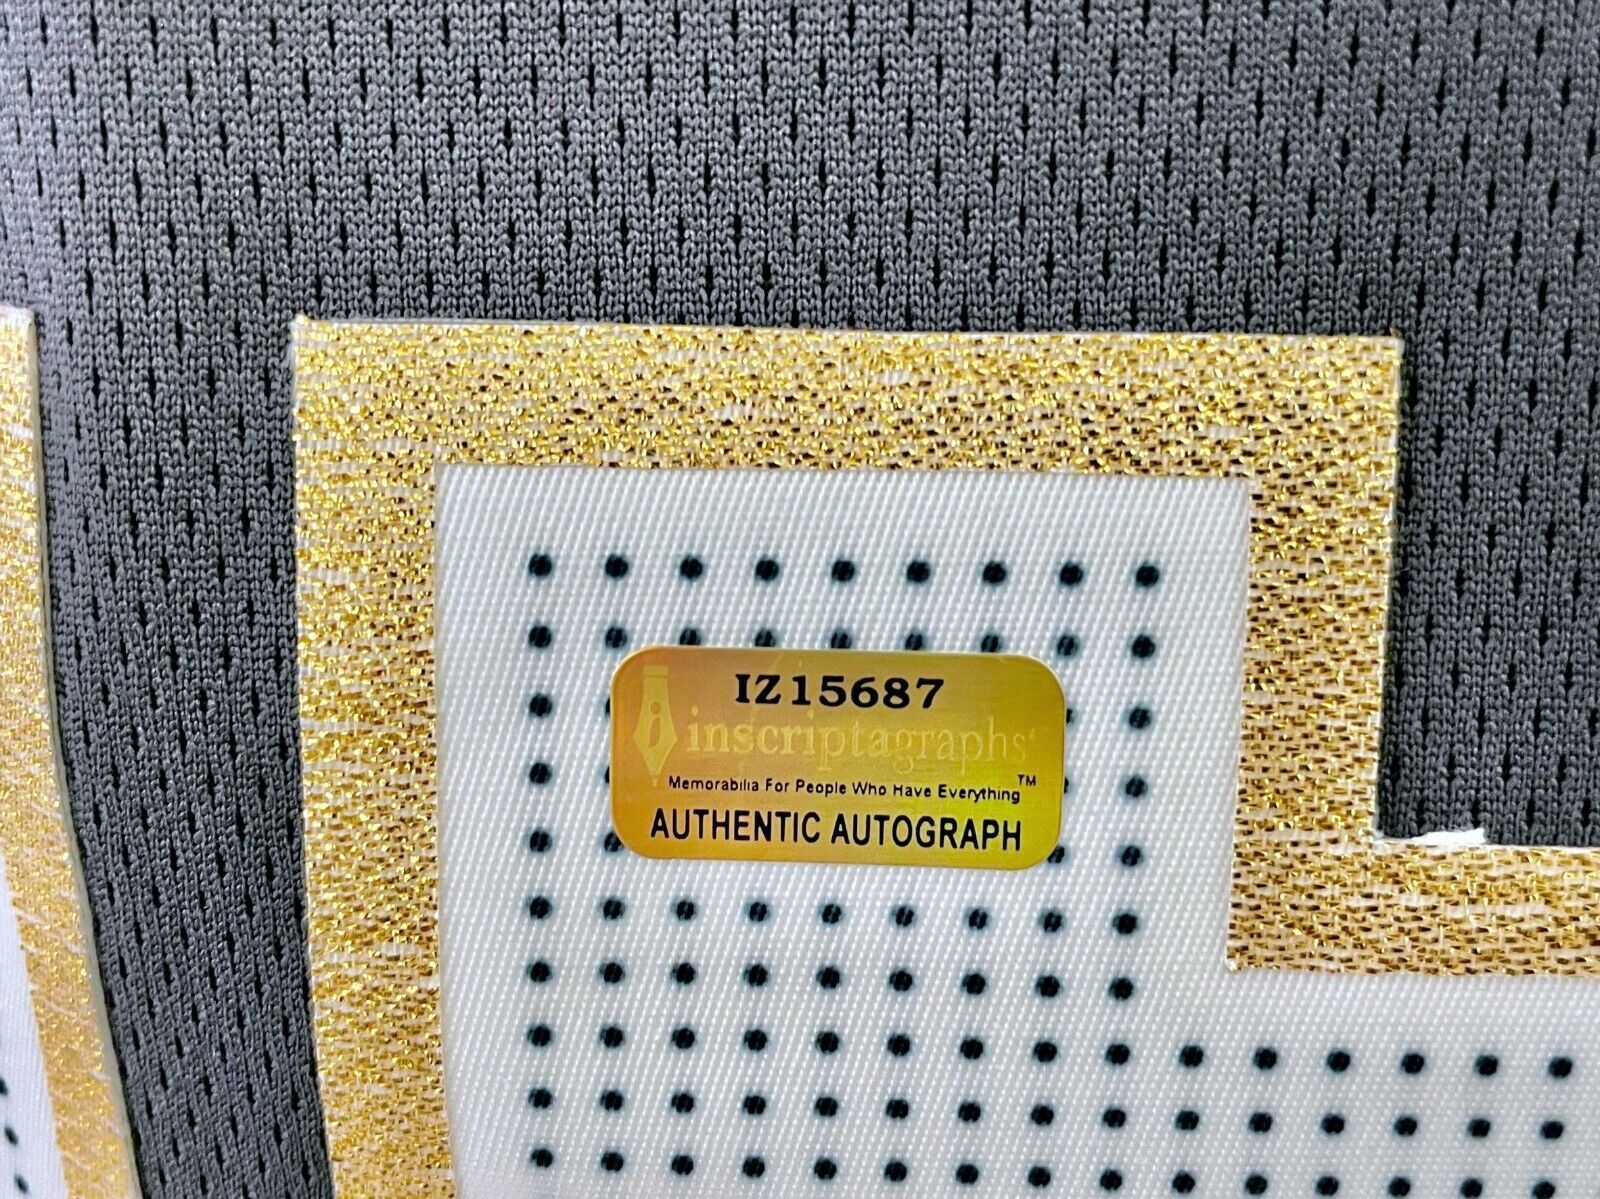 IZ15687
inscriptagraphs
Memorabilia For People Who Have Everything™
AUTHENTIC AUTOGRAPH